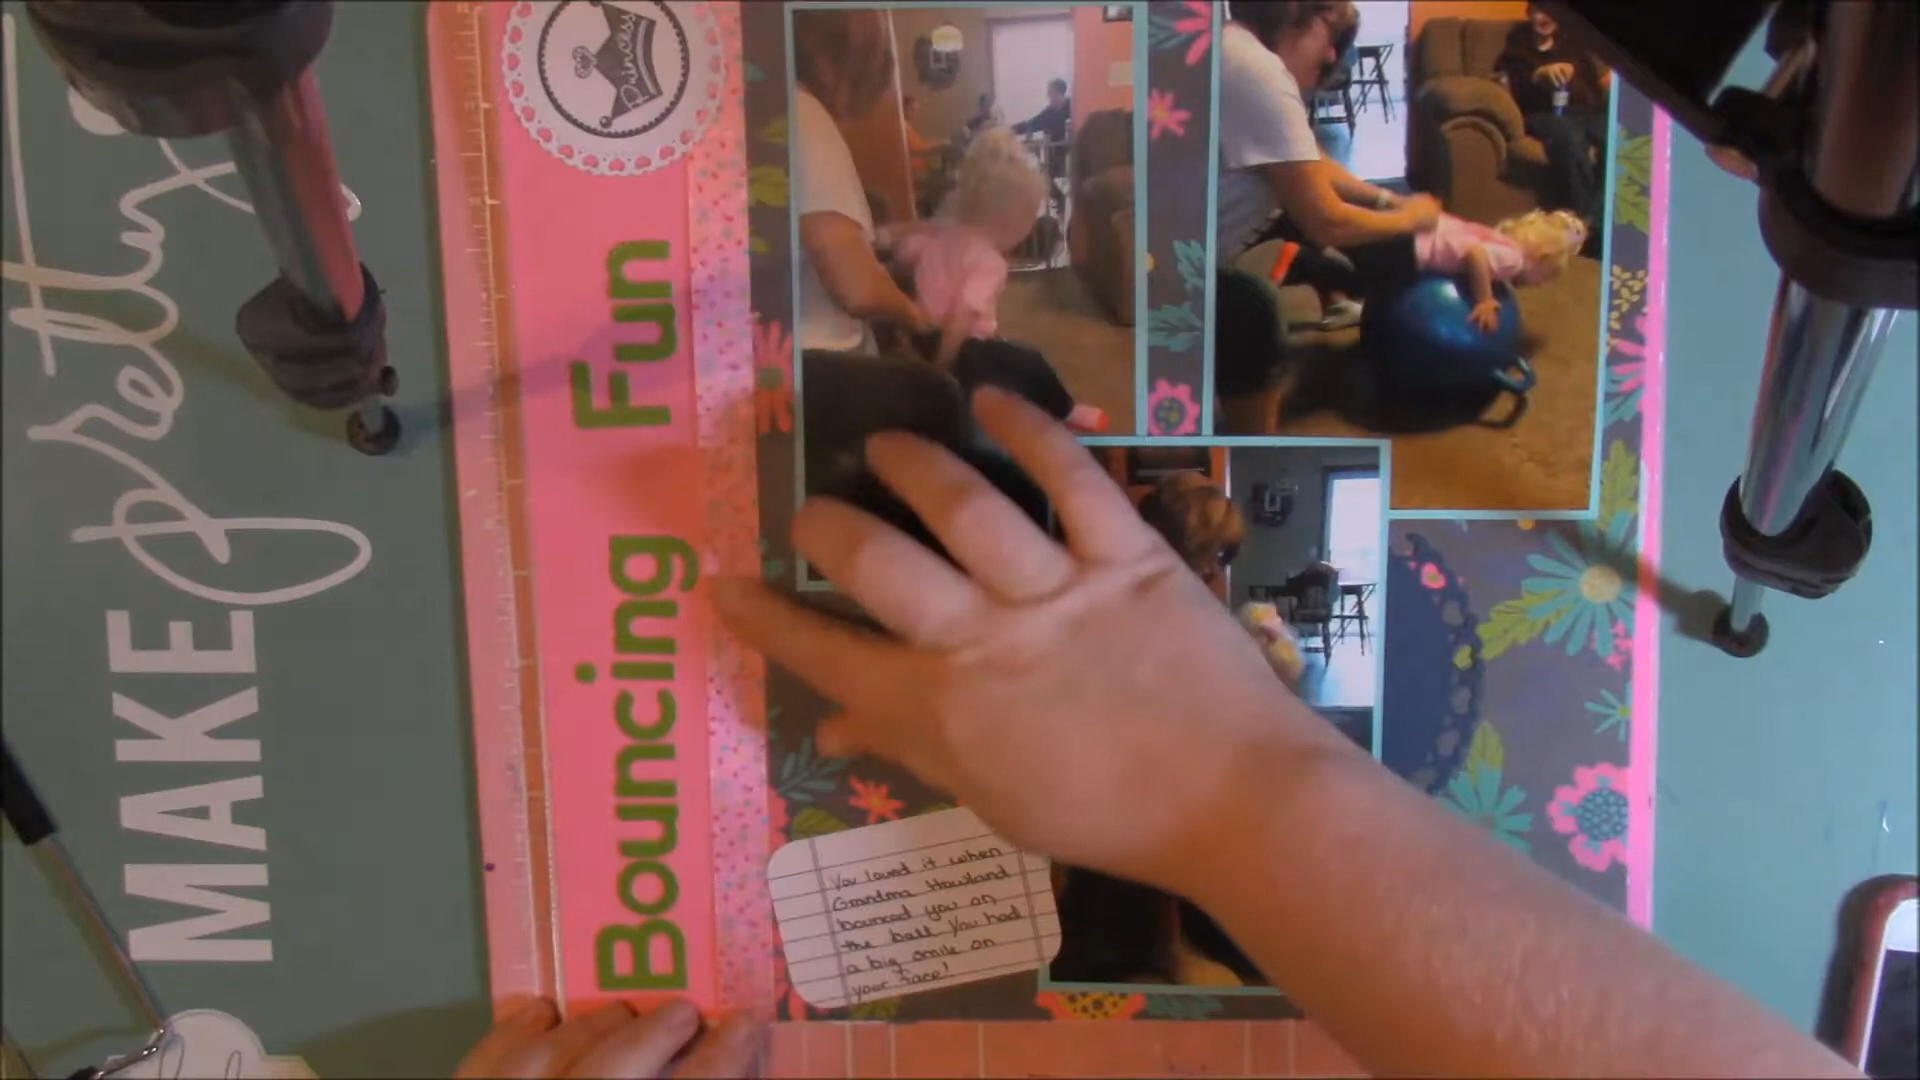 MAKE
pretty
Princess
Bouncing Fun
You loved it when
Grandma Howland
bounced you on
the ball you had
a big smile on
your face!